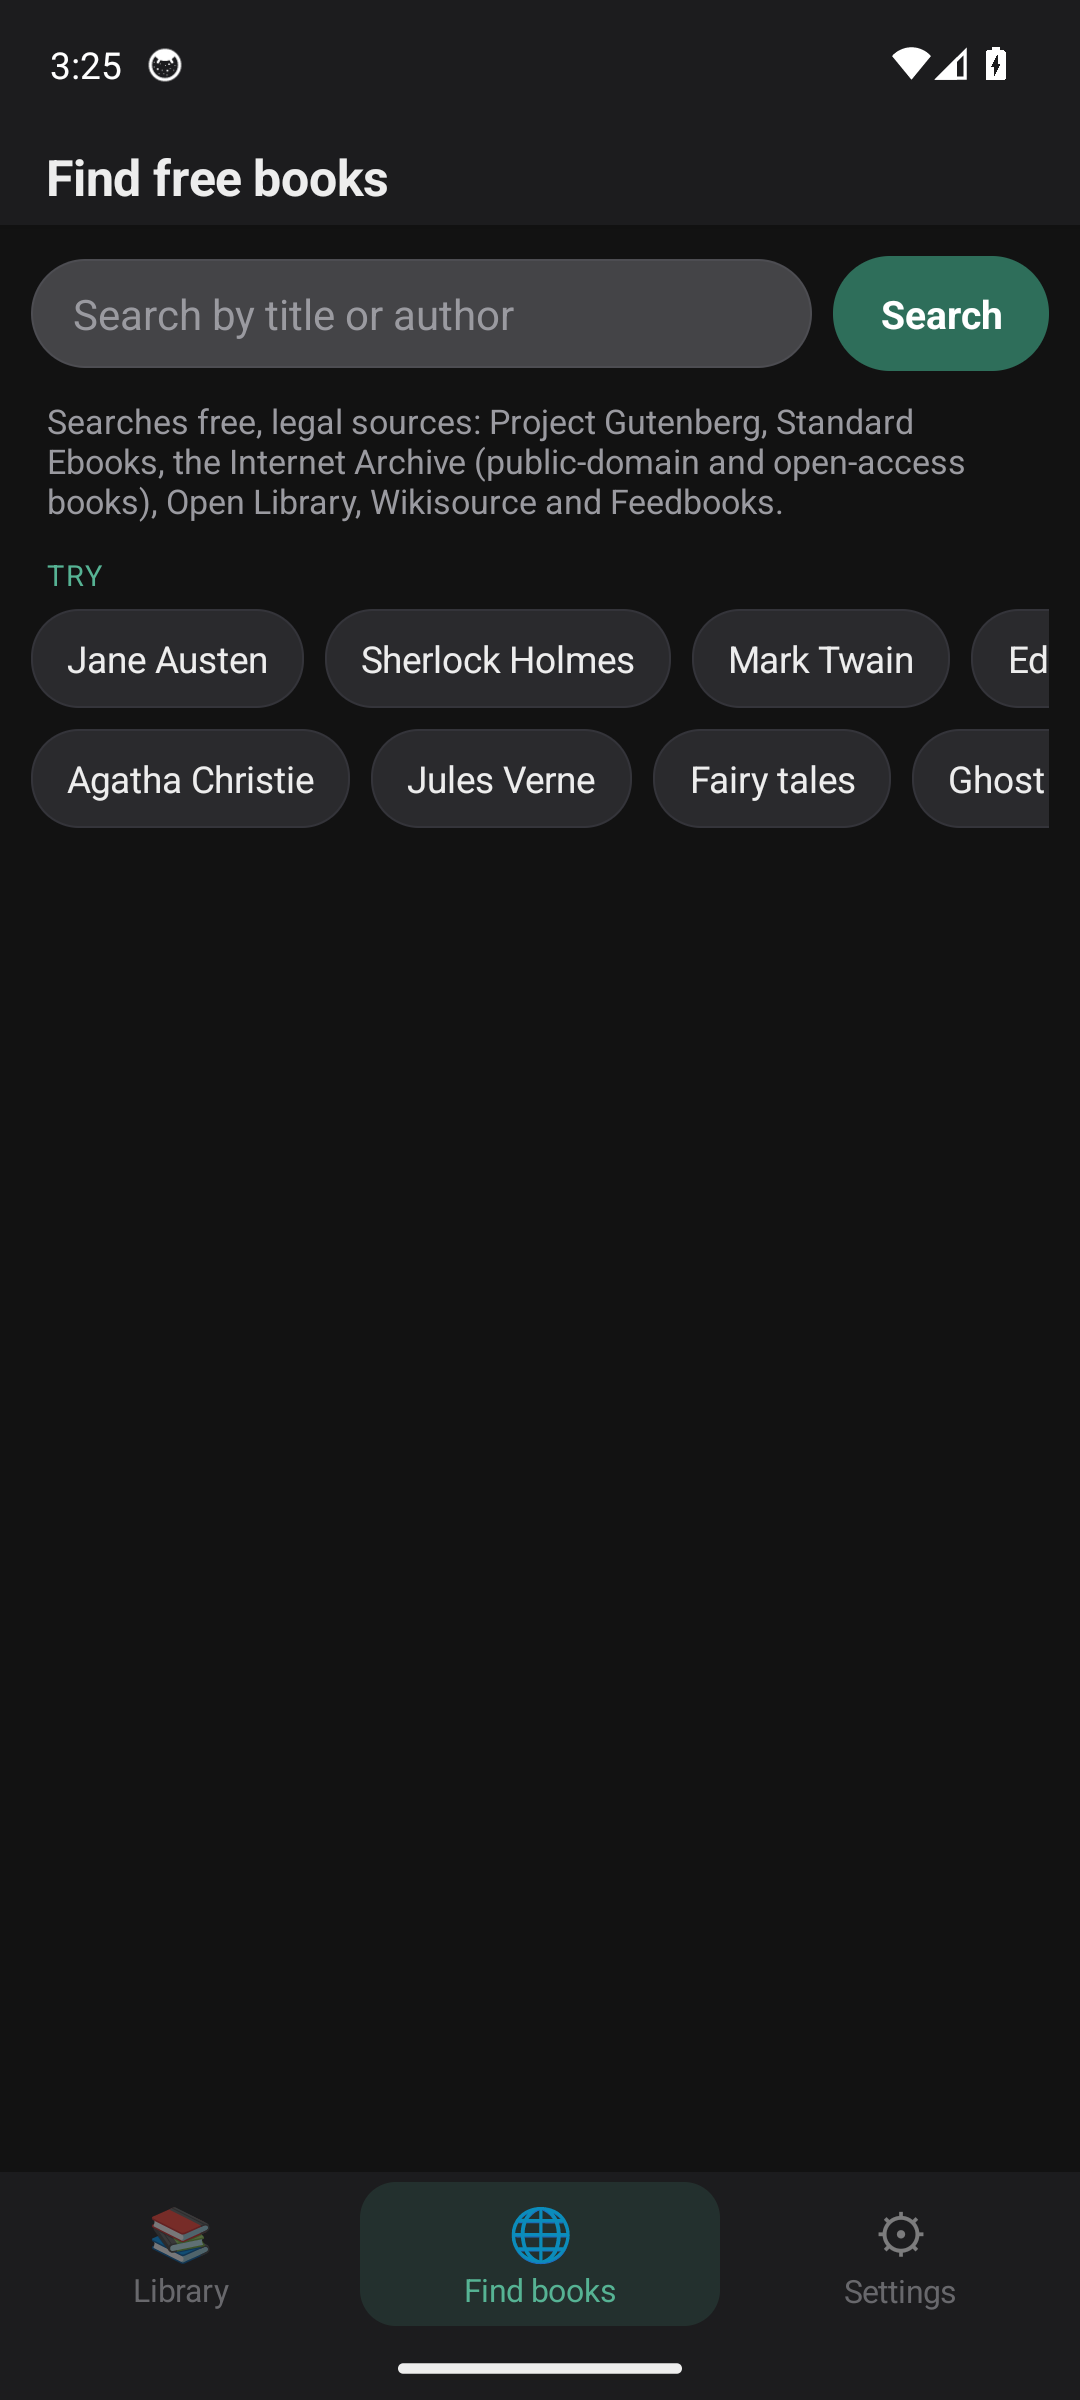 3:25
Find free books
Search by title or author
Search
Searches free, legal sources: Project Gutenberg, Standard
Ebooks, the Internet Archive (public-domain and open-access
books), Open Library, Wikisource and Feedbooks.
TRY
Jane Austen Sherlock Holmes Mark Twain Ed
Agatha Christie Jules Verne Fairy tales Ghost
Library Find books Settings